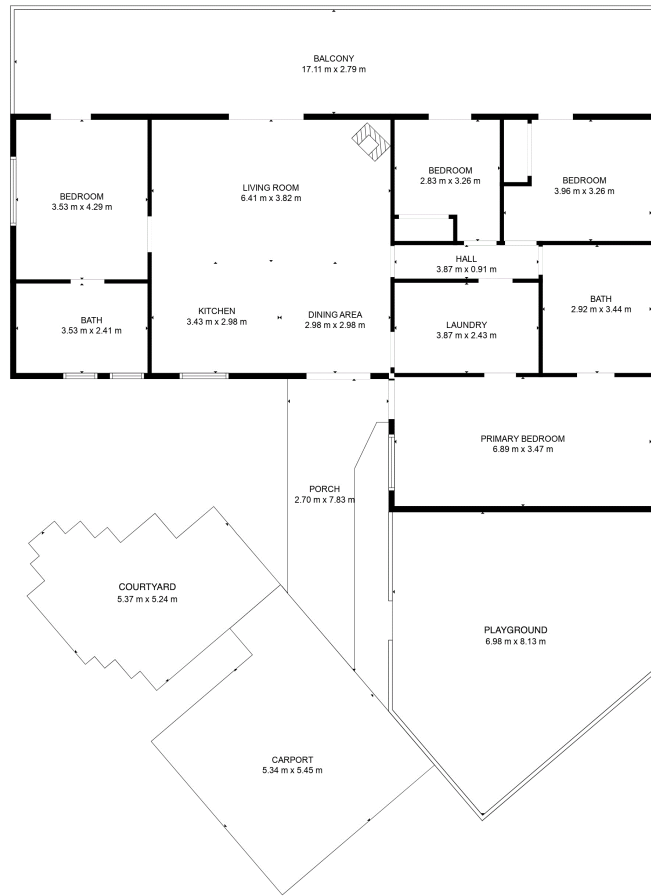 BALCONY
17.11 m x 2.79 m
BEDROOM
3.53 m x 4.29 m
LIVING ROOM
6.41 m x 3.82 m
BEDROOM
2.83 m x 3.26 m
BEDROOM
3.96 m x 3.26 m
HALL
3.87 m x 0.91 m
BATH
3.53 m x 2.41 m
KITCHEN
3.43 m x 2.98 m
DINING AREA
2.98 m x 2.98 m
LAUNDRY
3.87 m x 2.43 m
BATH
2.92 m x 3.44 m
PRIMARY BEDROOM
6.89 m x 3.47 m
PORCH
2.70 m x 7.83 m
COURTYARD
5.37 m x 5.24 m
PLAYGROUND
6.98 m x 8.13 m
CARPORT
5.34 m x 5.45 m